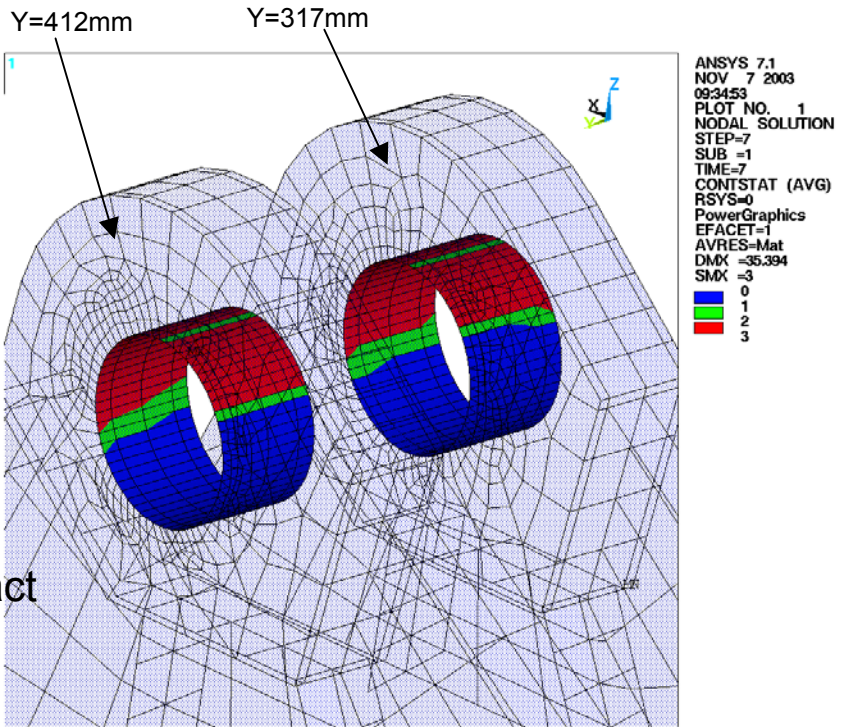 Y=412mm
Y=317mm
1
Z
X
Y
ANSYS 7.1
NOV 7 2003
09:34:53
PLOT NO. 1
NODAL SOLUTION
STEP=7
SUB =1
TIME=7
CONTSTAT (AVG)
RSYS=0
PowerGraphics
EFACET=1
AVRES=Mat
DMX =35.394
SMX =3
0
1
2
3
act